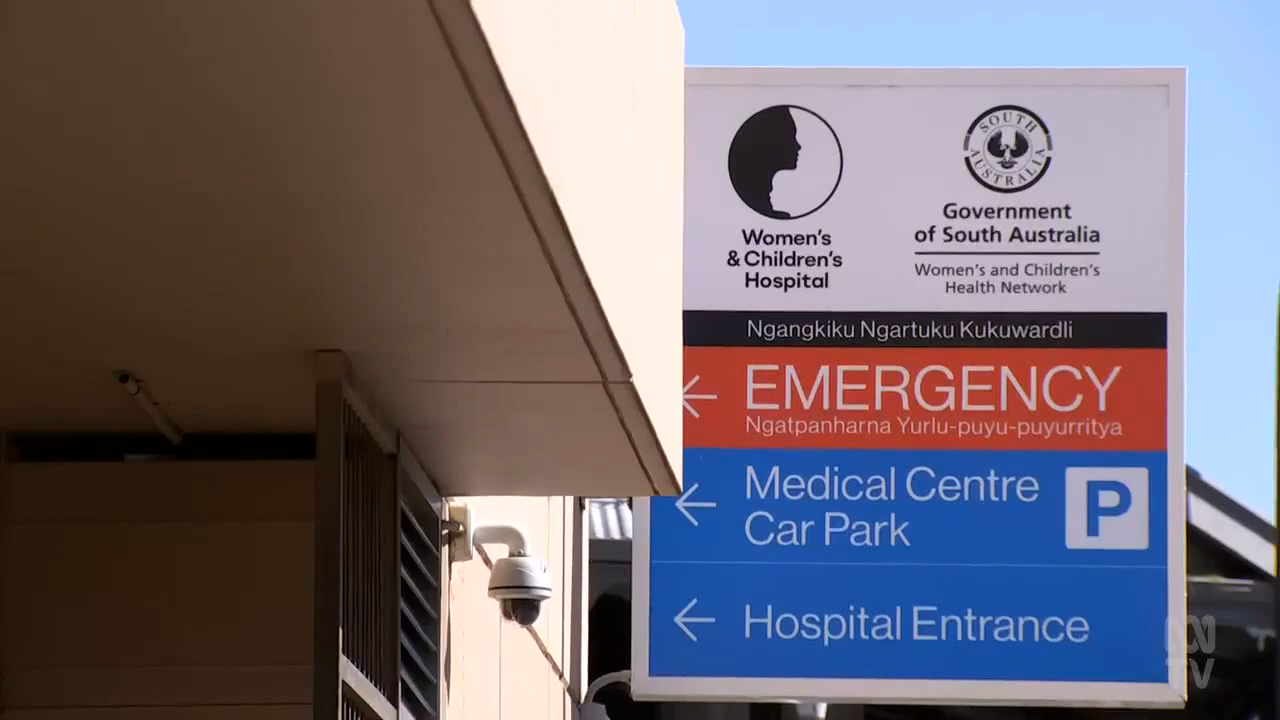 Women's
& Children's
Hospital
SOUTH AUSTRALIA
Government
of South Australia
Women's and Children's
Health Network
Ngangkiku Ngartuku Kukuwardli
EMERGENCY
Ngatpanharna Yurlu-puyu-puyurritya
Medical Centre
Car Park
P
Hospital Entrance
TV